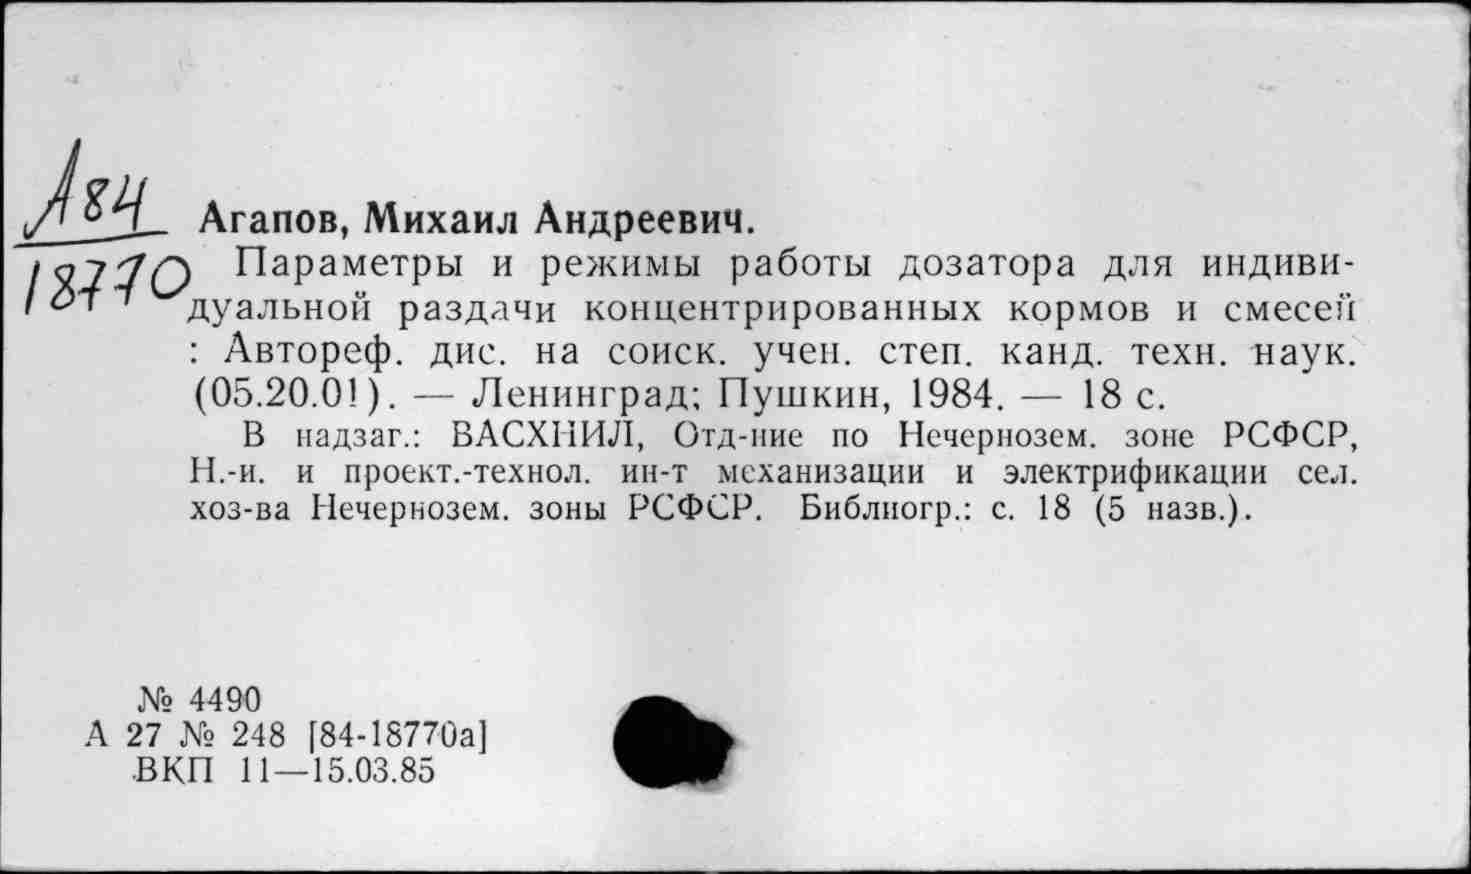 А84
18770
Агапов, Михаил Андреевич.
Параметры и режимы работы дозатора для индиви-
дуальной раздачи концентрированных кормов и смесей
: Автореф. дис. на соиск. учен. степ. канд. техн. наук.
(05.20.01). — Ленинград; Пушкин, 1984. — 18 с.
В надзаг.: ВАСХНИЛ, Отд-ние по Нечернозем. зоне РСФСР,
Н.-и. и проект.-технол. ин-т механизации и электрификации сел.
хоз-ва Нечернозем. зоны РСФСР. Библиогр.: с. 18 (5 назв.).
№ 4490
А 27 № 248 [84-18770а]
ВКП 11—15.03.85